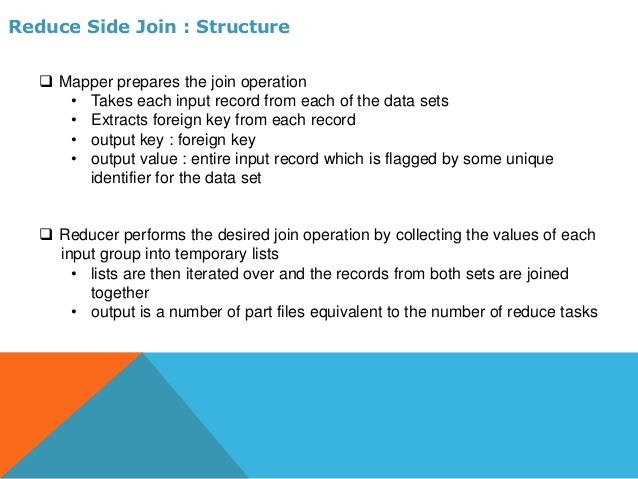 Reduce Side Join : Structure
❑ Mapper prepares the join operation
• Takes each input record from each of the data sets
• Extracts foreign key from each record
• output key : foreign key
• output value : entire input record which is flagged by some unique
identifier for the data set
❑ Reducer performs the desired join operation by collecting the values of each
input group into temporary lists
• lists are then iterated over and the records from both sets are joined
together
• output is a number of part files equivalent to the number of reduce tasks